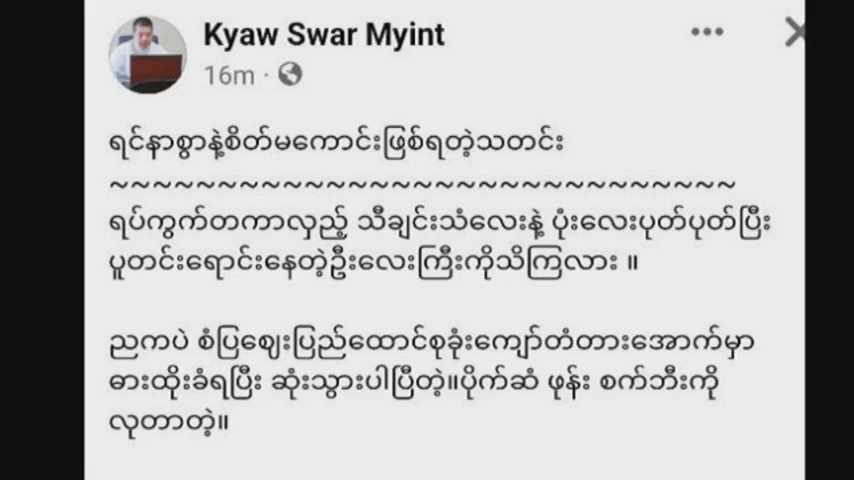 Kyaw Swar Myint
16m ·
ရင်နာစွာနဲ့စိတ်မကောင်းဖြစ်ရတဲ့သတင်း
~~~~~~~~~~~~~~~~~~~~~~~~~~~~~
ရပ်ကွက်တကာလှည့် သီချင်းသံလေးနဲ့ ပုံးလေးပုတ်ပုတ်ပြီး
ပူတင်းရောင်းနေတဲ့ဦးလေးကြီးကိုသိကြလား ။
ညကပဲ စံပြဈေးပြည်ထောင်စုခုံးကျော်တံတားအောက်မှာ
ဓားထိုးခံရပြီး ဆုံးသွားပါပြီတဲ့။ပိုက်ဆံ ဖုန်း စက်ဘီးကို
လုတာတဲ့။